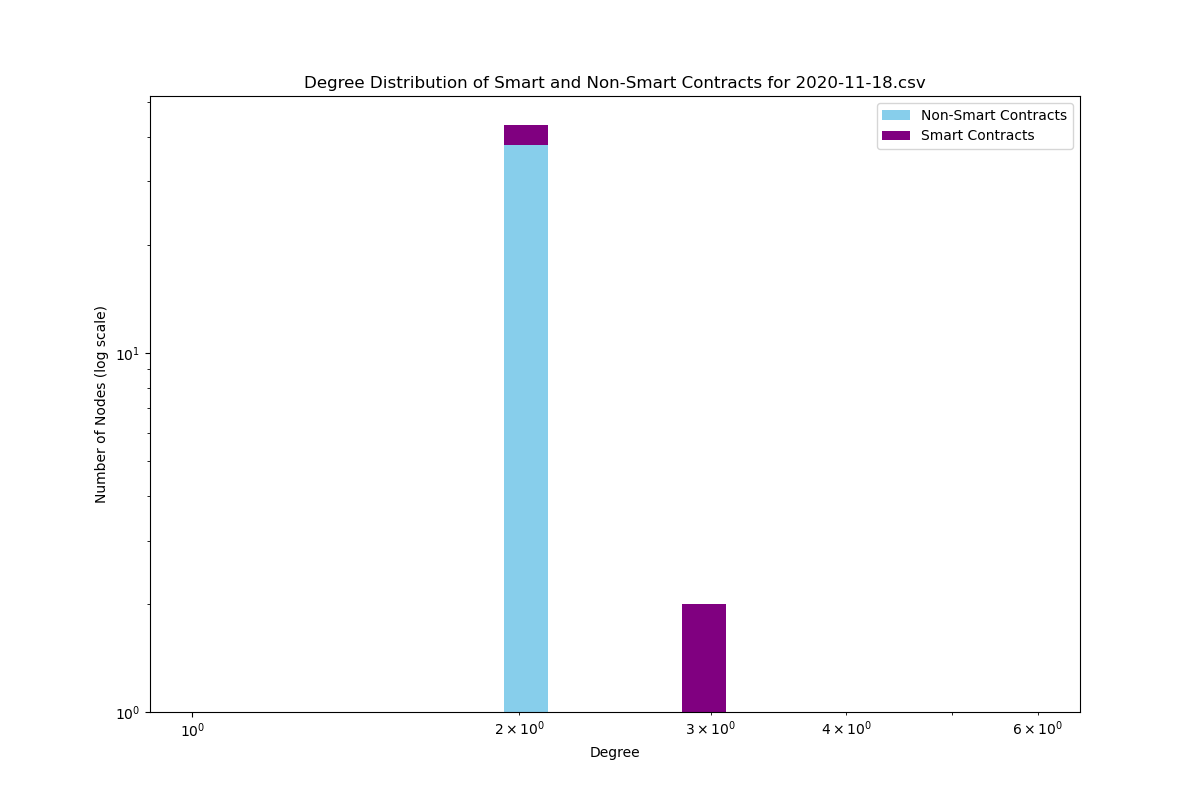 Degree Distribution of Smart and Non-Smart Contracts for 2020-11-18.csv
Non-Smart Contracts
Smart Contracts
Number of Nodes (log scale)
10¹
10⁰
10⁰ 2 × 10⁰ 3 × 10⁰ 4 × 10⁰ 6 × 10⁰
Degree